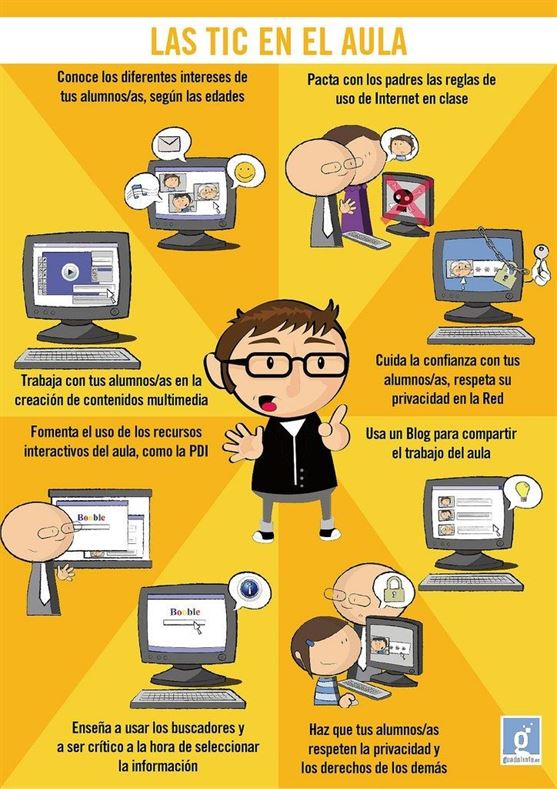 LAS TIC EN EL AULA
Conoce los diferentes intereses de
tus alumnos/as, según las edades
Pacta con los padres las reglas de
uso de Internet en clase
Trabaja con tus alumnos/as en la
creación de contenidos multimedia
Cuida la confianza con tus
alumnos/as, respeta su
privacidad en la Red
Fomenta el uso de los recursos
interactivos del aula, como la PDI
Usa un Blog para compartir
el trabajo del aula
Booble
Booble
Enseña a usar los buscadores y
a ser crítico a la hora de seleccionar
la información
Haz que tus alumnos/as
respeten la privacidad y
los derechos de los demás
g
guadalinfo.es